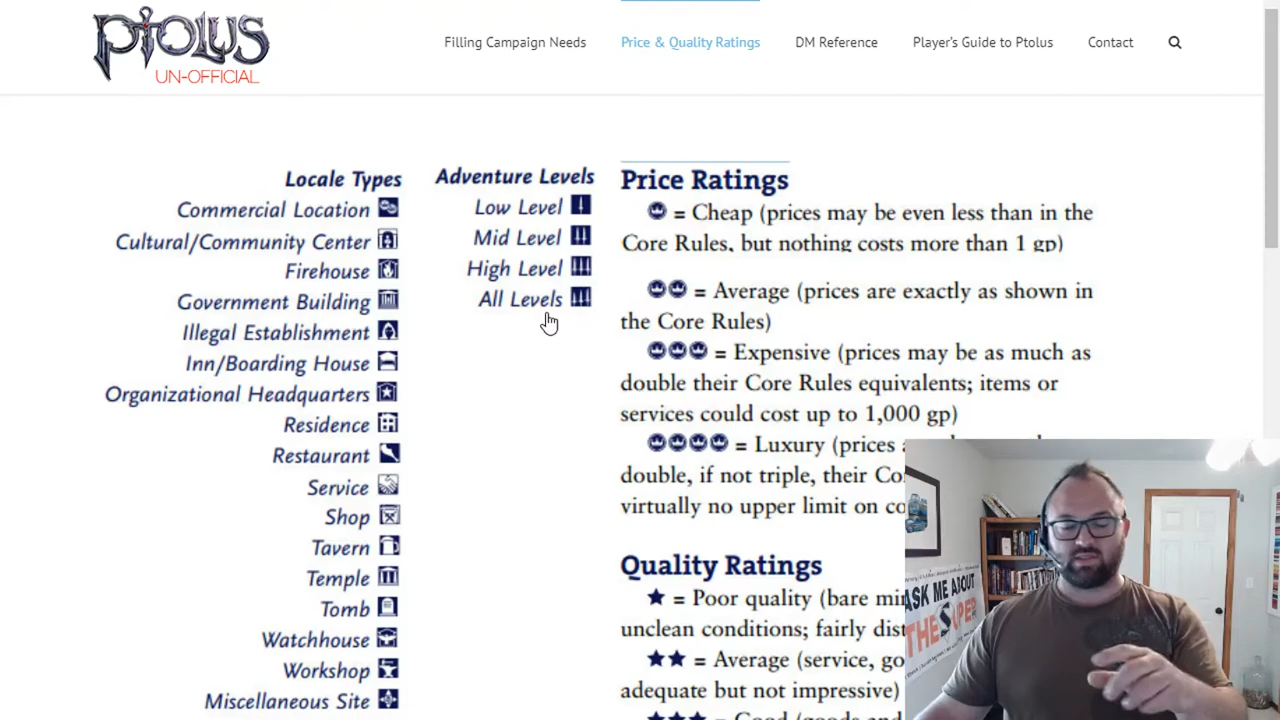 PTOLUS
UN-OFFICIAL
Filling Campaign Needs
Price & Quality Ratings
DM Reference
Player's Guide to Ptolus
Contact
Locale Types
Commercial Location
Cultural/Community Center
Firehouse
Government Building
Illegal Establishment
Inn/Boarding House
Organizational Headquarters
Residence
Restaurant
Service
Shop
Tavern
Temple
Tomb
Watchhouse
Workshop
Miscellaneous Site
Adventure Levels
Low Level
Mid Level
High Level
All Levels
Price Ratings
= Cheap (prices may be even less than in the
Core Rules, but nothing costs more than 1 gp)
= Average (prices are exactly as shown in
the Core Rules)
= Expensive (prices may be as much as
double their Core Rules equivalents; items or
services could cost up to 1,000 gp)
= Luxury (prices
double, if not triple, their
virtually no upper limit on
Quality Ratings
= Poor quality (bare
unclean conditions; fairly
= Average (service,
adequate but not impressive)
= Good (goods and
ASK ME ABOUT
THE